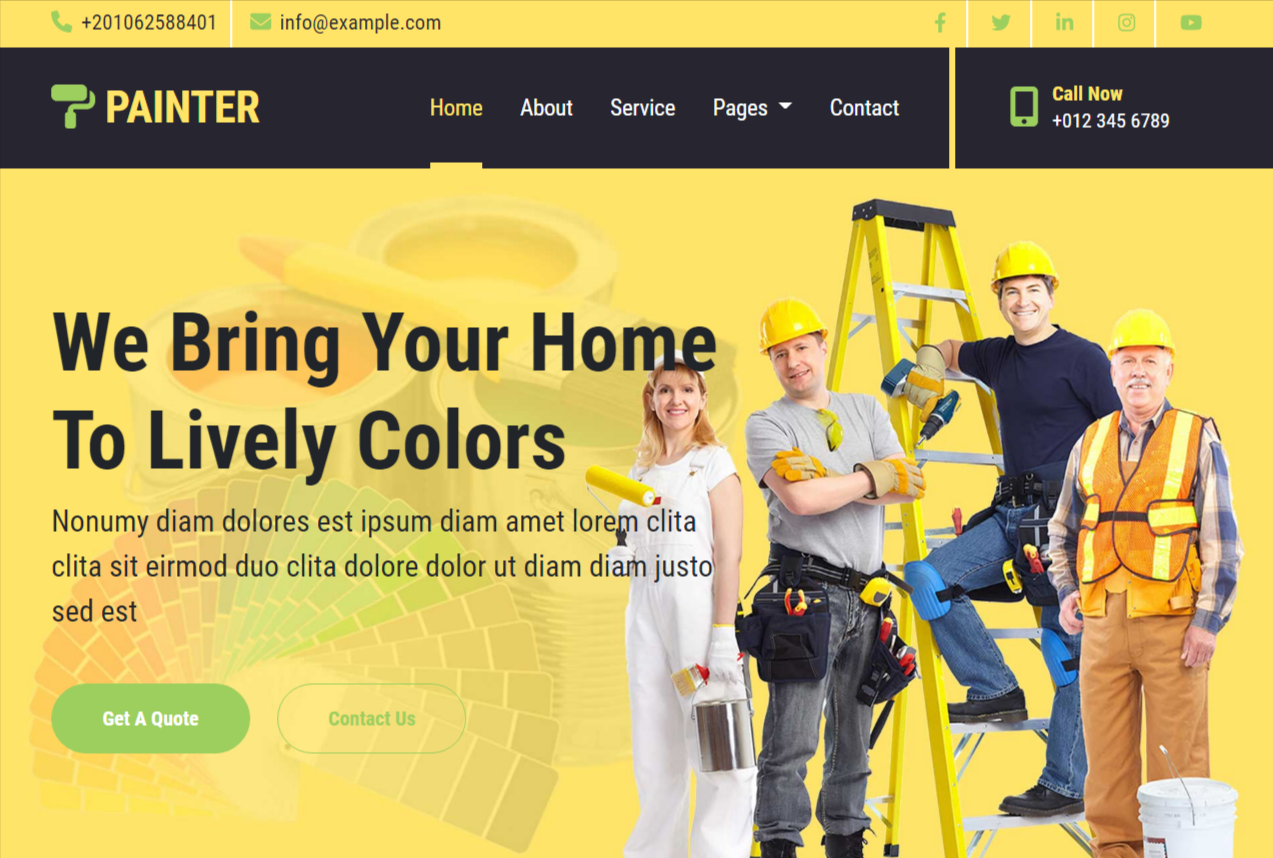 +201062588401
info@example.com
PAINTER
Home
About
Service
Pages
Contact
Call Now
+012 345 6789
We Bring Your Home
To Lively Colors
Nonumy diam dolores est ipsum diam amet lorem clita
clita sit eirmod duo clita dolore dolor ut diam diam justo
sed est
Get A Quote
Contact Us